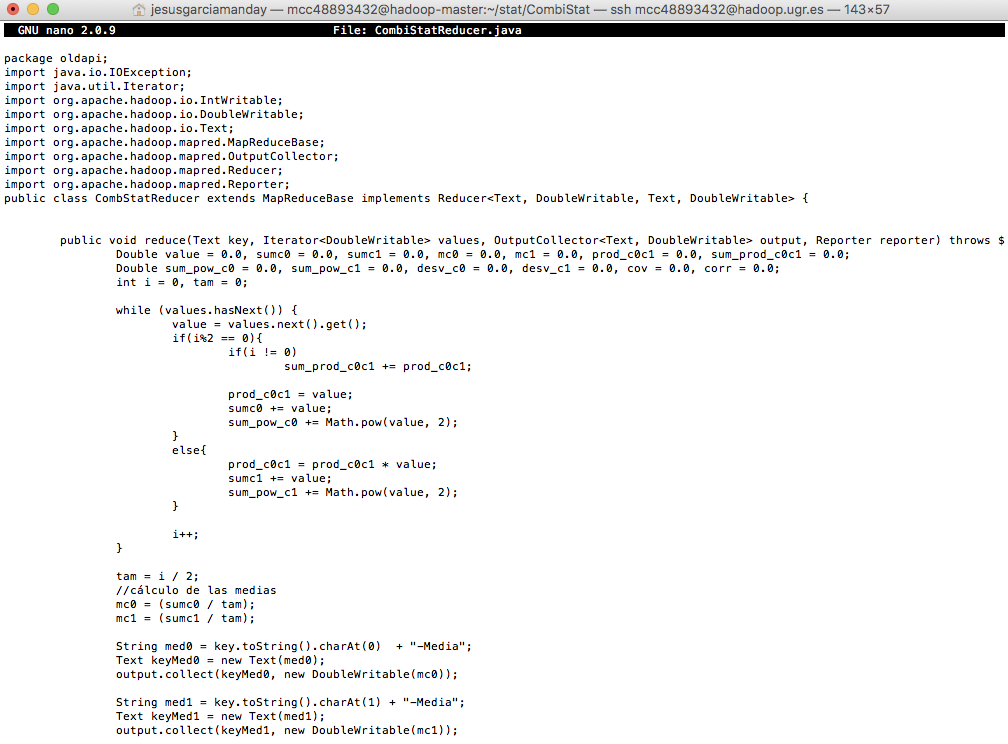 jesusgarciamanday — mcc48893432@hadoop-master:~/stat/CombiStat — ssh mcc48893432@hadoop.ugr.es — 143×57
GNU nano 2.0.9 File: CombiStatReducer.java
package oldapi;
import java.io.IOException;
import java.util.Iterator;
import org.apache.hadoop.io.IntWritable;
import org.apache.hadoop.io.DoubleWritable;
import org.apache.hadoop.io.Text;
import org.apache.hadoop.mapred.MapReduceBase;
import org.apache.hadoop.mapred.OutputCollector;
import org.apache.hadoop.mapred.Reducer;
import org.apache.hadoop.mapred.Reporter;
public class CombStatReducer extends MapReduceBase implements Reducer<Text, DoubleWritable, Text, DoubleWritable> {
public void reduce(Text key, Iterator<DoubleWritable> values, OutputCollector<Text, DoubleWritable> output, Reporter reporter) throws $
Double value = 0.0, sumc0 = 0.0, sumc1 = 0.0, mc0 = 0.0, mc1 = 0.0, prod_c0c1 = 0.0, sum_prod_c0c1 = 0.0;
Double sum_pow_c0 = 0.0, sum_pow_c1 = 0.0, desv_c0 = 0.0, desv_c1 = 0.0, cov = 0.0, corr = 0.0;
int i = 0, tam = 0;
while (values.hasNext()) {
value = values.next().get();
if(i%2 == 0){
if(i != 0)
sum_prod_c0c1 += prod_c0c1;
prod_c0c1 = value;
sumc0 += value;
sum_pow_c0 += Math.pow(value, 2);
}
else{
prod_c0c1 = prod_c0c1 * value;
sumc1 += value;
sum_pow_c1 += Math.pow(value, 2);
}
i++;
}
tam = i / 2;
//cálculo de las medias
mc0 = (sumc0 / tam);
mc1 = (sumc1 / tam);
String med0 = key.toString().charAt(0)  + "-Media";
Text keyMed0 = new Text(med0);
output.collect(keyMed0, new DoubleWritable(mc0));
String med1 = key.toString().charAt(1) + "-Media";
Text keyMed1 = new Text(med1);
output.collect(keyMed1, new DoubleWritable(mc1));